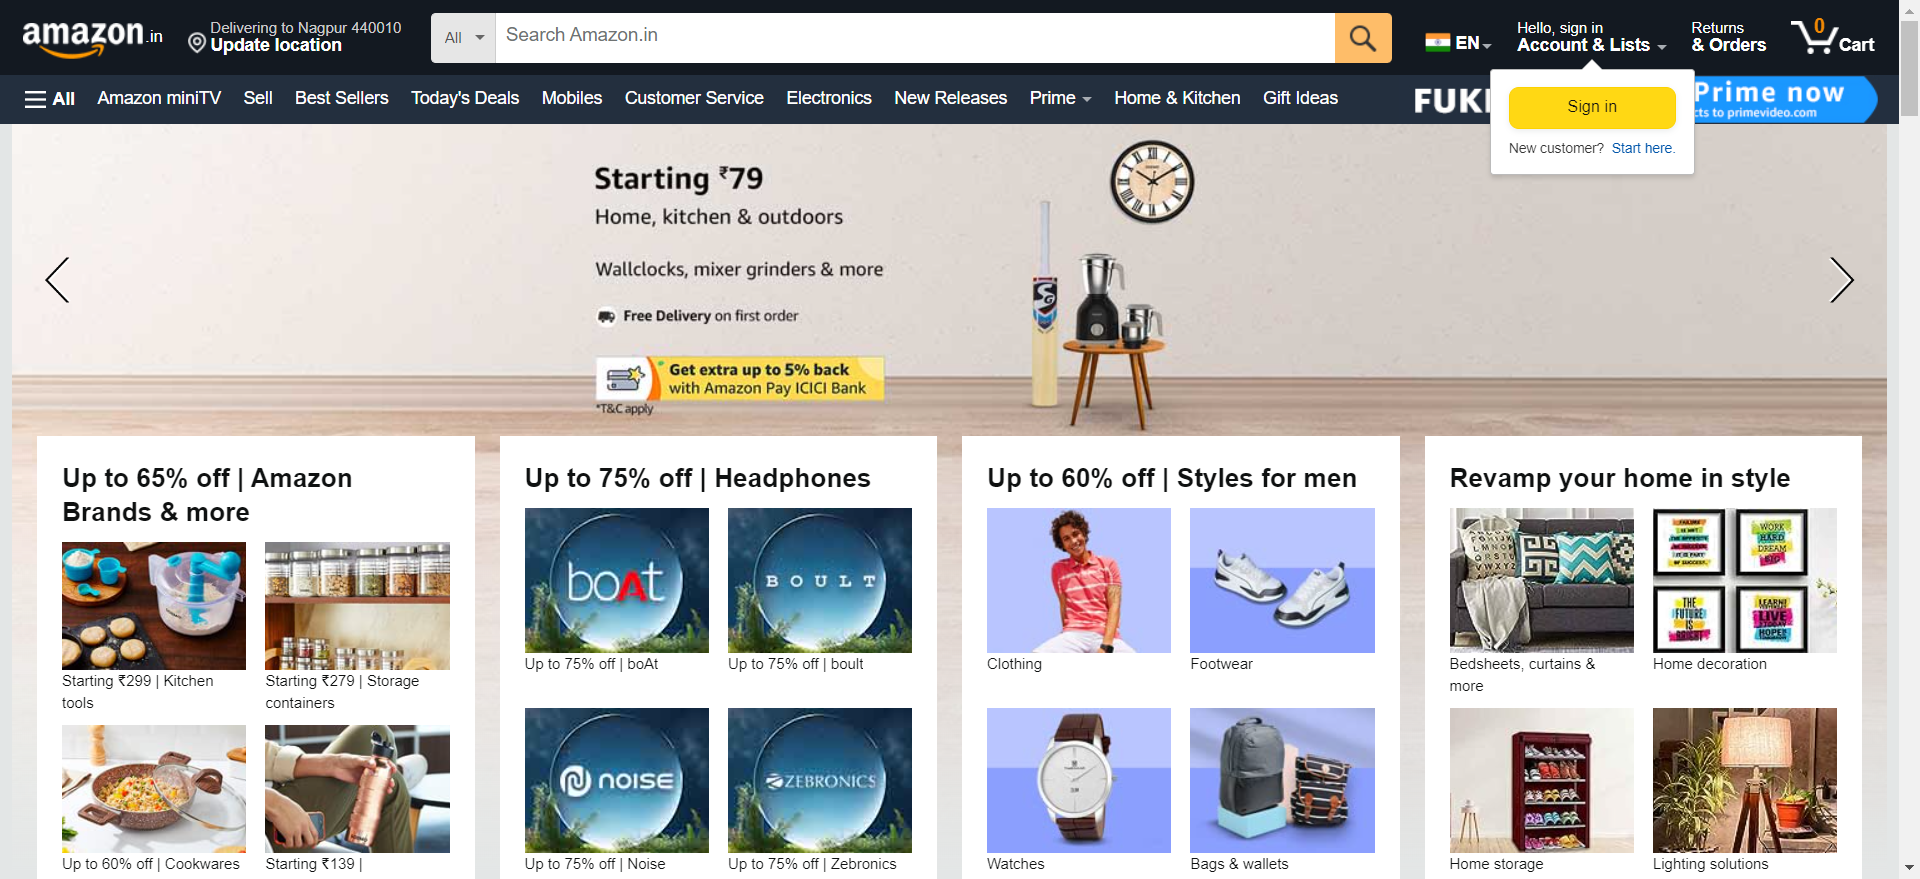 amazon.in
Delivering to Nagpur 440010
Update location
All
Search Amazon.in
EN
Hello, sign in
Account & Lists
Returns
& Orders
0
Cart
All
Amazon miniTV
Sell
Best Sellers
Today's Deals
Mobiles
Customer Service
Electronics
New Releases
Prime
Home & Kitchen
Gift Ideas
Prime now
to primevideo.com
Sign in
New customer? Start here.
Starting ₹79
Home, kitchen & outdoors
Wallclocks, mixer grinders & more
Free Delivery on first order
Get extra up to 5% back
with Amazon Pay ICICI Bank
*T&C apply
SG
Up to 65% off | Amazon
Brands & more
Starting ₹299 | Kitchen
tools
Starting ₹279 | Storage
containers
Up to 60% off | Cookwares
Starting ₹139 |
Up to 75% off | Headphones
boAt
BOULT
Up to 75% off | boAt
Up to 75% off | boult
NOISE
ZEBRONICS
Up to 75% off | Noise
Up to 75% off | Zebronics
Up to 60% off | Styles for men
Clothing
Footwear
Watches
Bags & wallets
Revamp your home in style
WORK
HARD
DREAM
BIG
THE
FUTURE
IS
BRIGHT
LEARN
LIVE
HOPE
Bedsheets, curtains &
more
Home decoration
Home storage
Lighting solutions